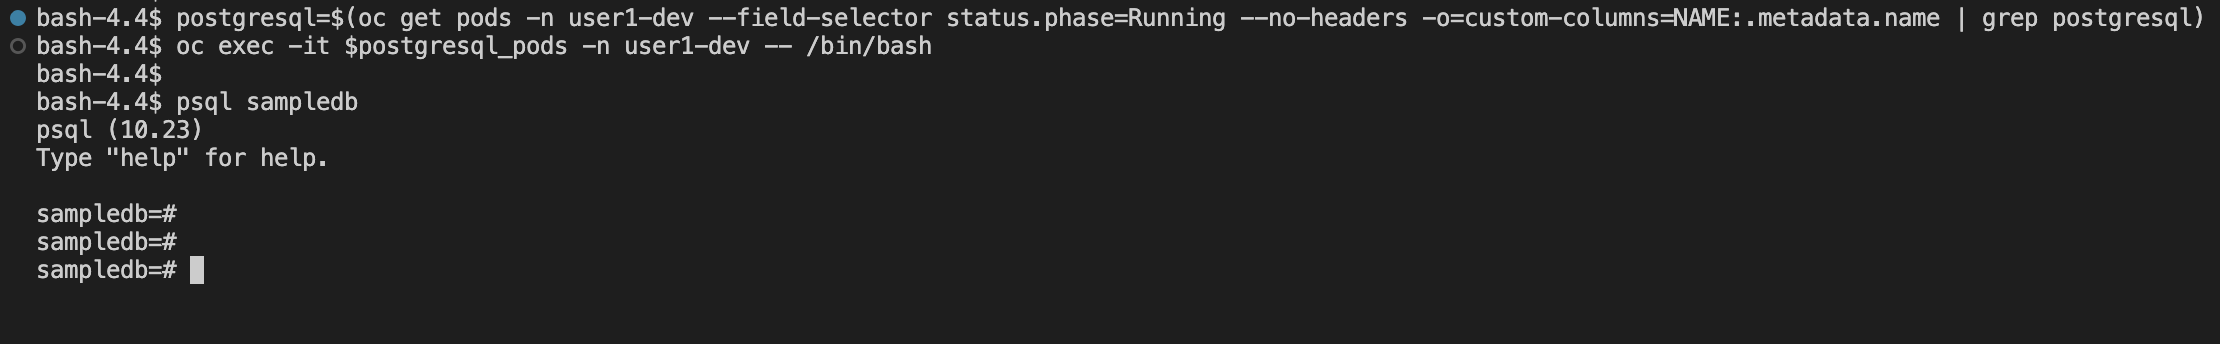 bash-4.4$ postgresql=$(oc get pods -n user1-dev --field-selector status.phase=Running --no-headers -o=custom-columns=NAME:.metadata.name | grep postgresql)
bash-4.4$ oc exec -it $postgresql_pods -n user1-dev -- /bin/bash
bash-4.4$
bash-4.4$ psql sampledb
psql (10.23)
Type "help" for help.
sampledb=#
sampledb=#
sampledb=#